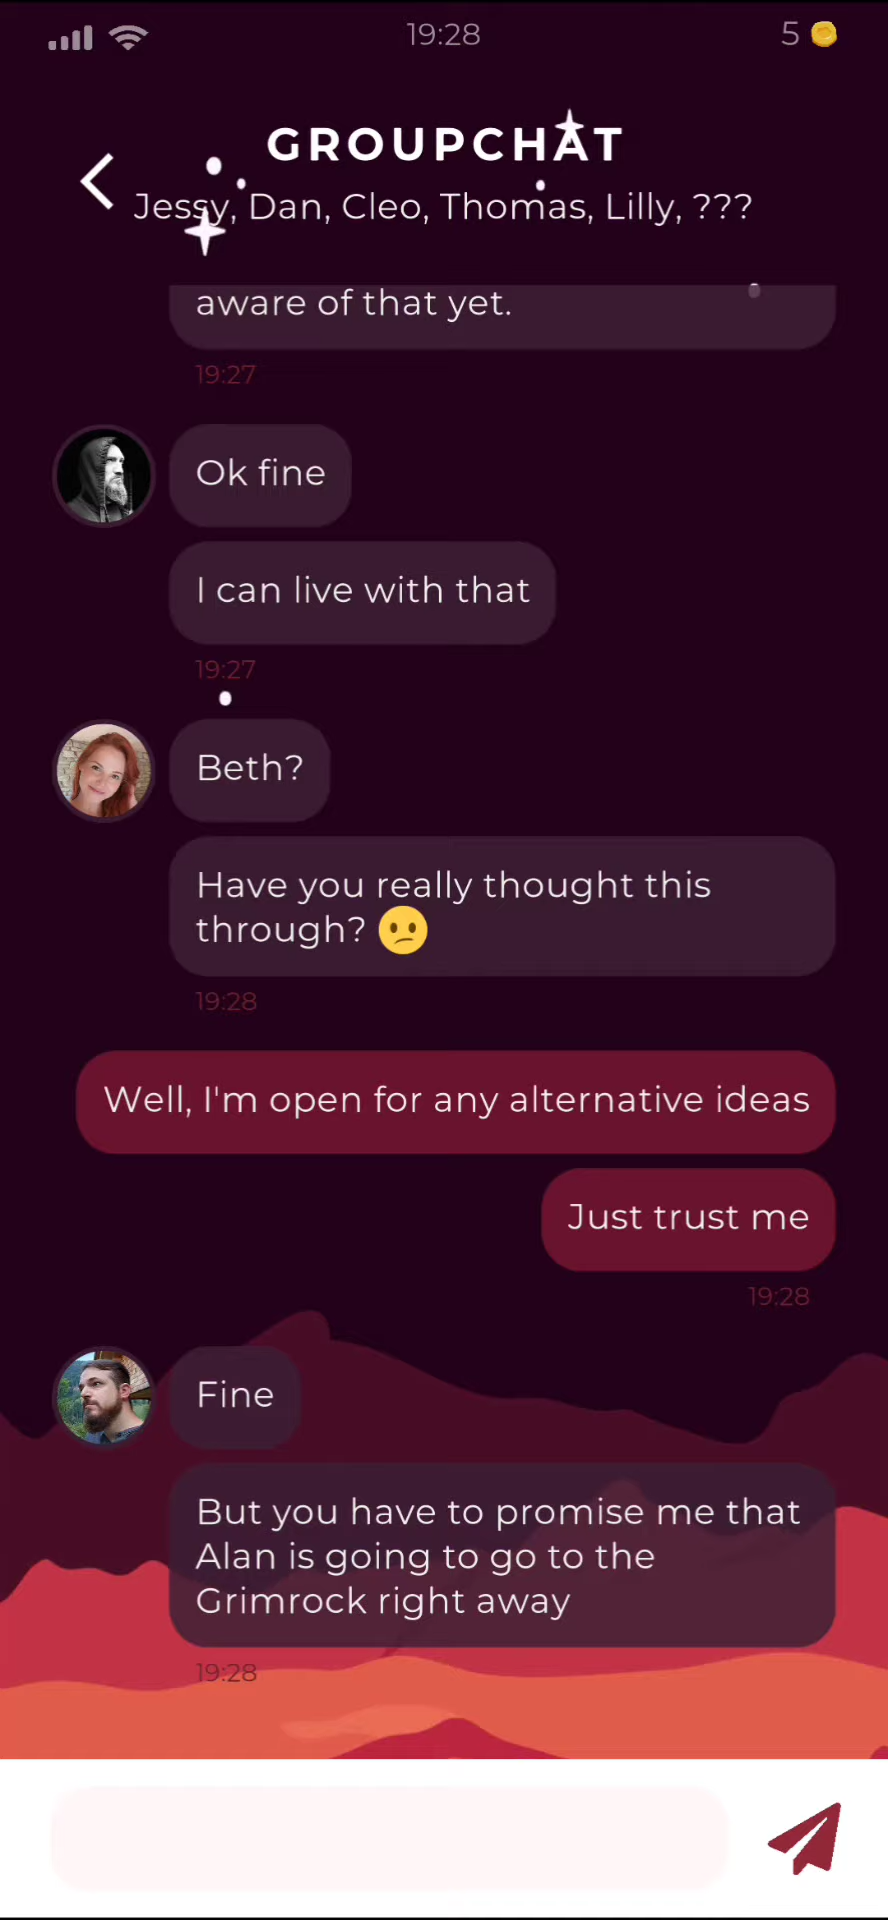 19:28
5
GROUPCHAT
Jessy, Dan, Cleo, Thomas, Lilly, ???
aware of that yet.
19:27
Ok fine
I can live with that
19:27
Beth?
Have you really thought this
through? 😕
19:28
Well, I'm open for any alternative ideas
Just trust me
19:28
Fine
But you have to promise me that
Alan is going to go to the
Grimrock right away
19:28